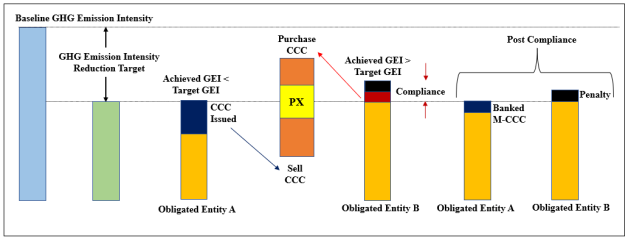 Baseline GHG Emission Intensity
GHG Emission Intensity
Reduction Target
Achieved GEI <
Target GEI
CCC
Issued
Obligated Entity A
Purchase
CCC
PX
Sell
CCC
Achieved GEI >
Target GEI
Compliance
Obligated Entity B
Post Compliance
Banked
M-CCC
Obligated Entity A
Penalty
Obligated Entity B